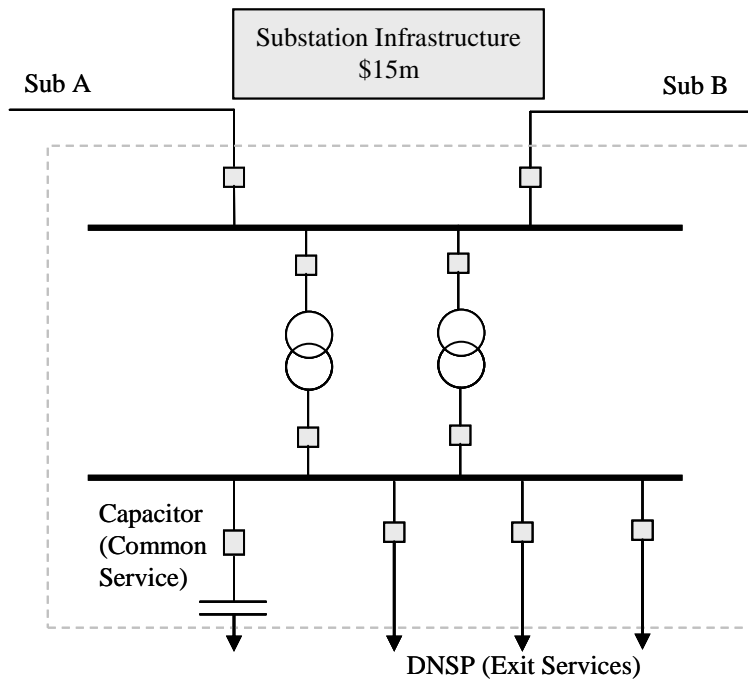 Substation Infrastructure
$15m
Sub A
Sub B
Capacitor
(Common
Service)
DNSP (Exit Services)